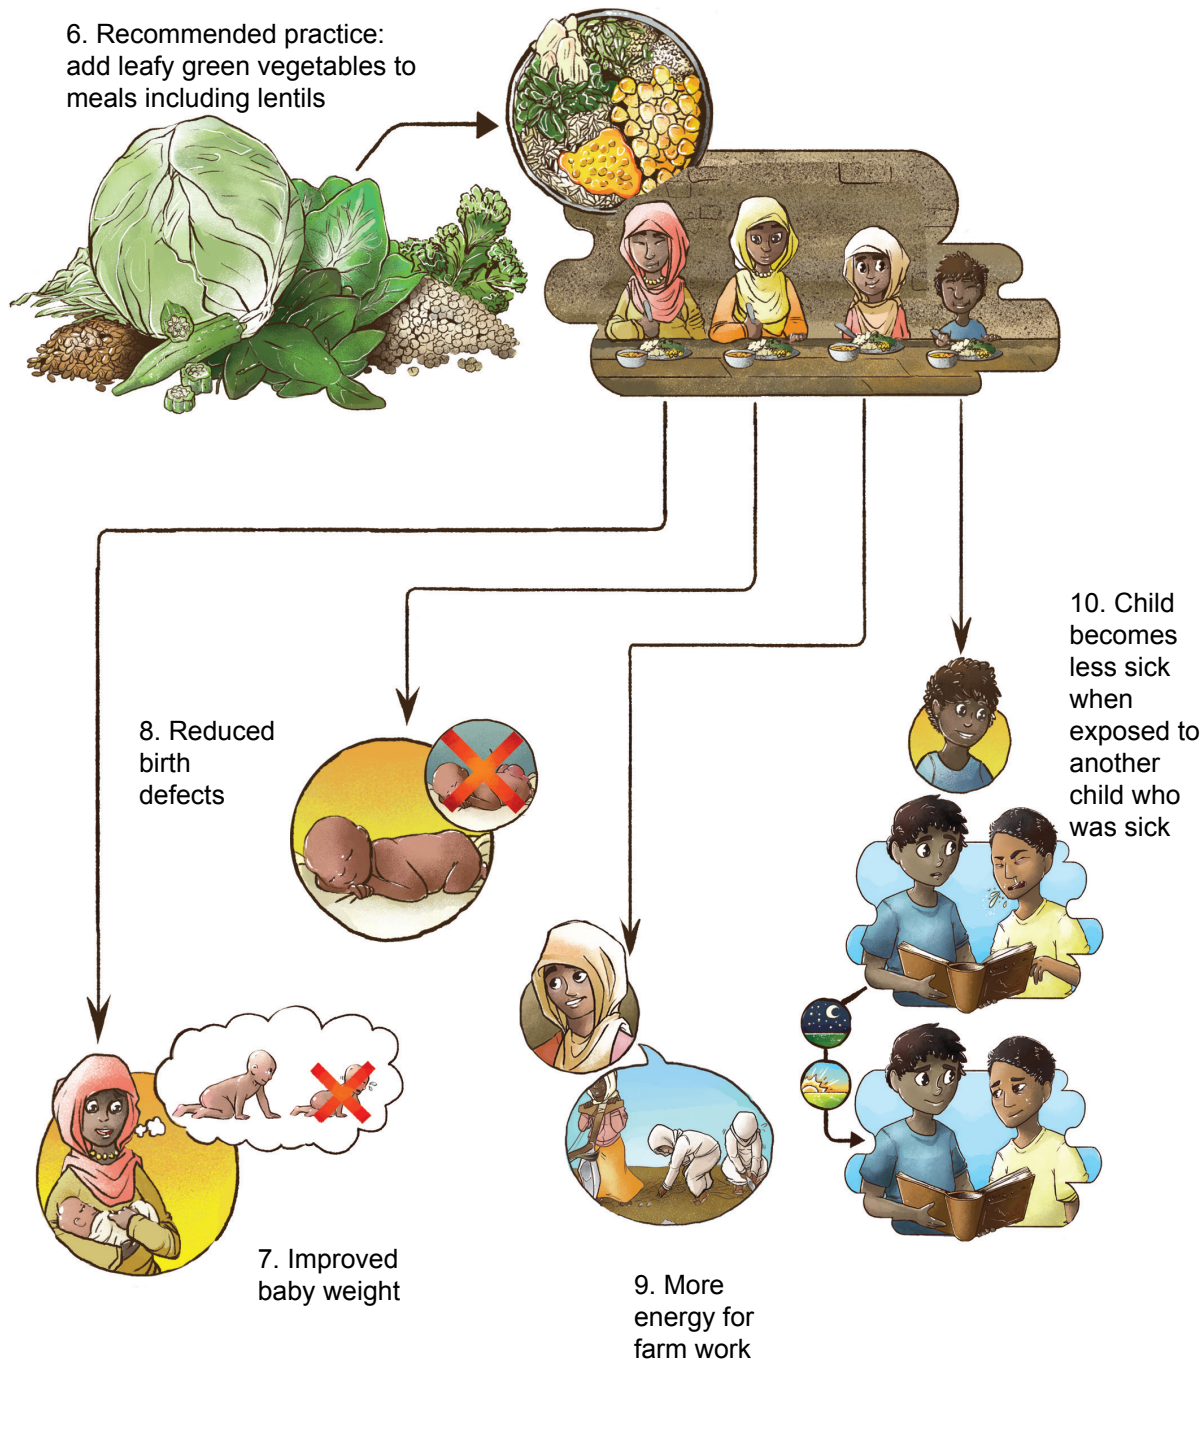 6. Recommended practice:
add leafy green vegetables to
meals including lentils
10. Child
becomes
less sick
when
exposed to
another
child who
was sick
8. Reduced
birth
defects
7. Improved
baby weight
9. More
energy for
farm work